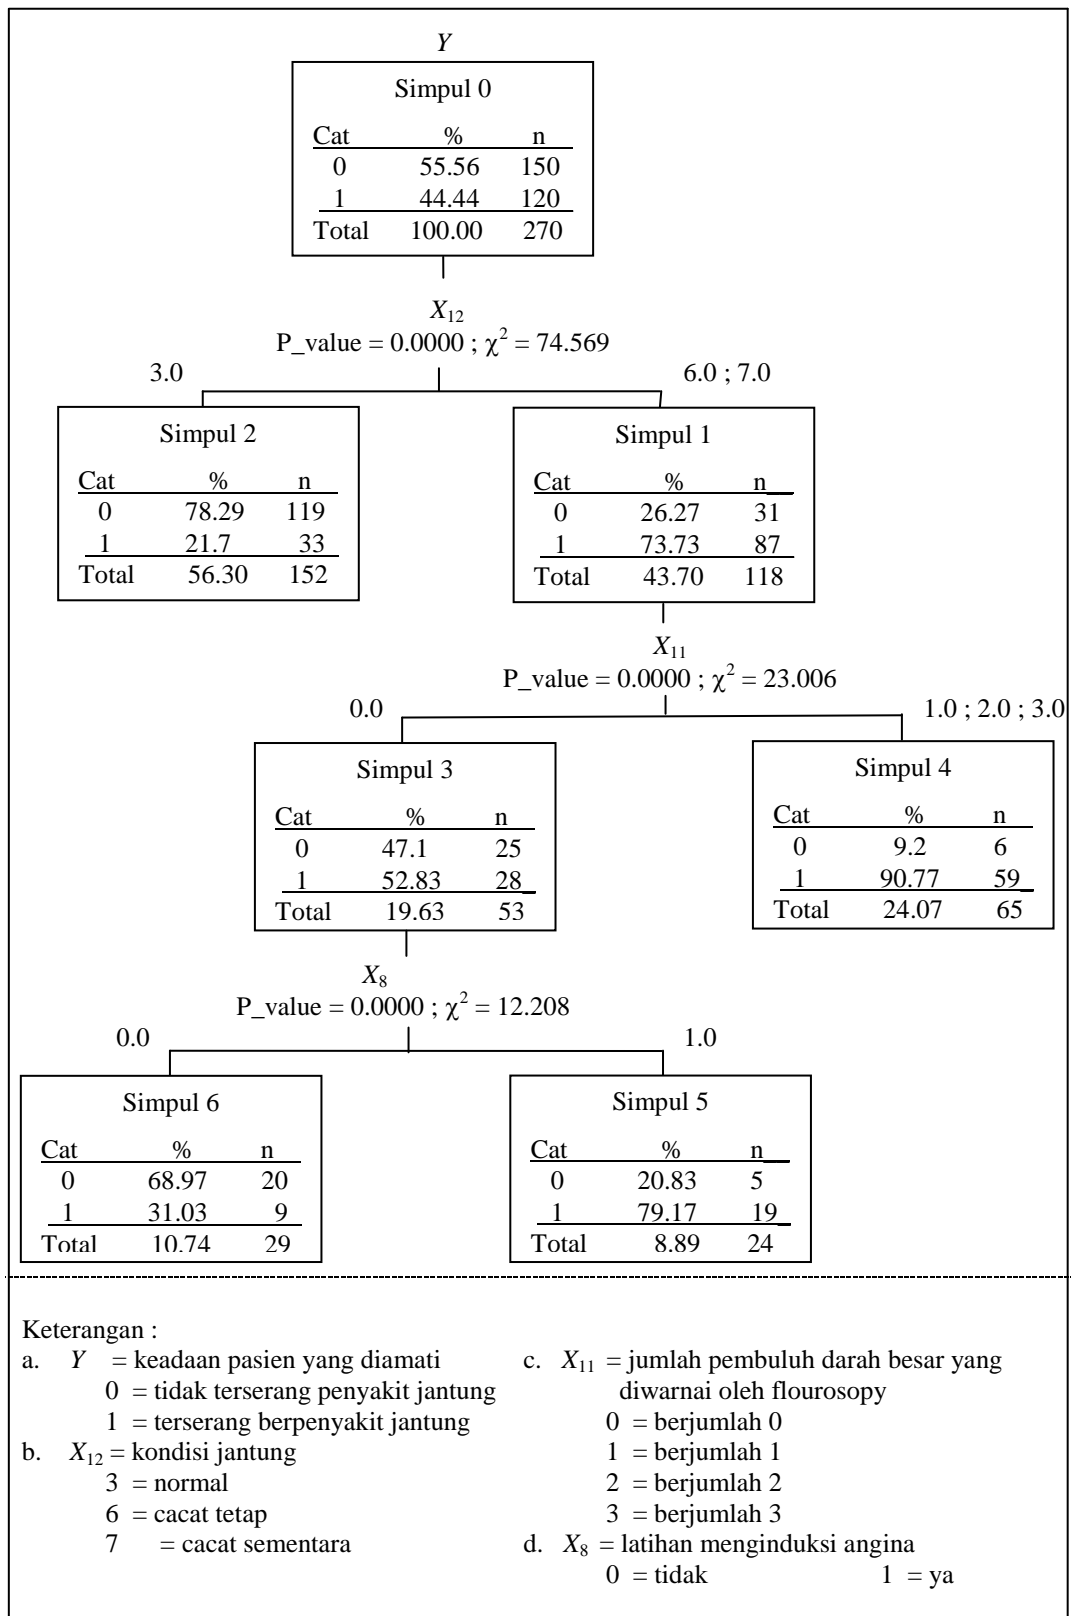 Y
Simpul 0
Cat % n
0 55.56 150
1 44.44 120
Total 100.00 270
X₁₂
P_value = 0.0000 ; χ² = 74.569
3.0 6.0 ; 7.0
Simpul 2
Cat % n
0 78.29 119
1 21.7 33
Total 56.30 152
Simpul 1
Cat % n
0 26.27 31
1 73.73 87
Total 43.70 118
X₁₁
P_value = 0.0000 ; χ² = 23.006
0.0 1.0 ; 2.0 ; 3.0
Simpul 3
Cat % n
0 47.1 25
1 52.83 28
Total 19.63 53
Simpul 4
Cat % n
0 9.2 6
1 90.77 59
Total 24.07 65
X₈
P_value = 0.0000 ; χ² = 12.208
0.0 1.0
Simpul 6
Cat % n
0 68.97 20
1 31.03 9
Total 10.74 29
Simpul 5
Cat % n
0 20.83 5
1 79.17 19
Total 8.89 24
Keterangan :
a. Y = keadaan pasien yang diamati
0 = tidak terserang penyakit jantung
1 = terserang berpenyakit jantung
b. X₁₂ = kondisi jantung
3 = normal
6 = cacat tetap
7 = cacat sementara
c. X₁₁ = jumlah pembuluh darah besar yang
diwarnai oleh flourosopy
0 = berjumlah 0
1 = berjumlah 1
2 = berjumlah 2
3 = berjumlah 3
d. X₈ = latihan menginduksi angina
0 = tidak 1 = ya